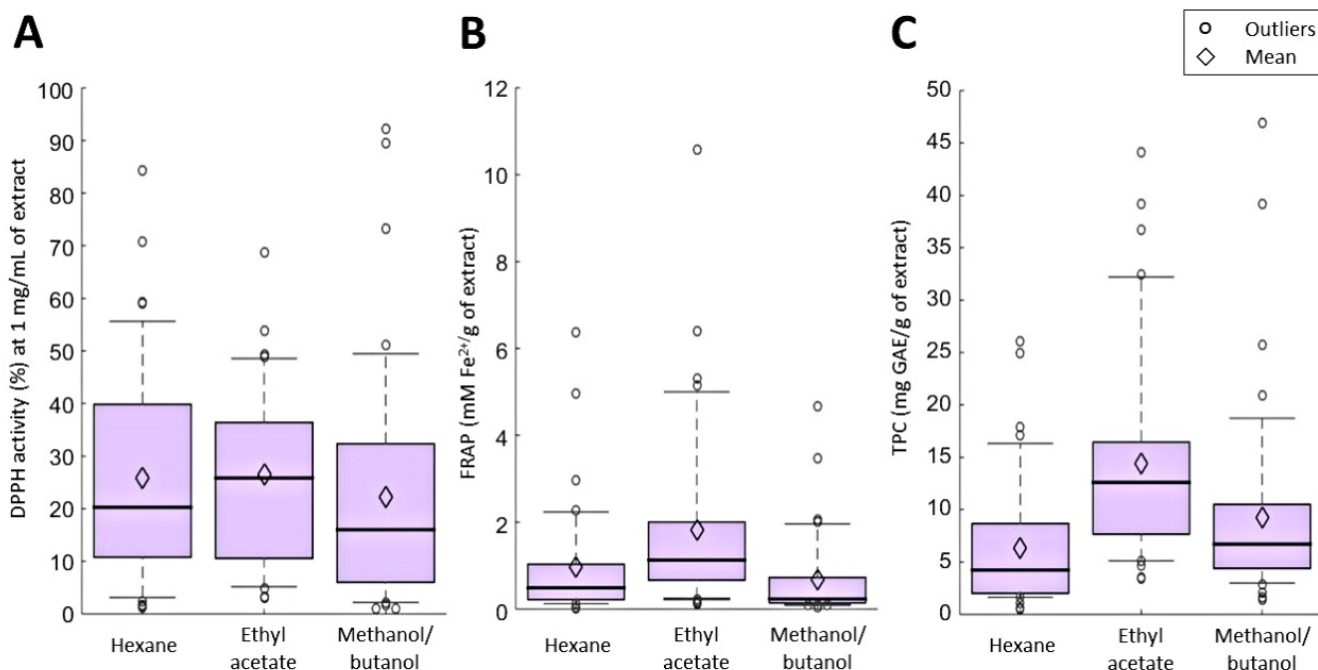 A
B
C
Outliers
Mean
DPPH activity (%) at 1 mg/mL of extract
100
90
80
70
60
50
40
30
20
10
0
Hexane
Ethyl
acetate
Methanol/
butanol
FRAP (mM Fe²⁺/g of extract)
12
10
8
6
4
2
0
Hexane
Ethyl
acetate
Methanol/
butanol
TPC (mg GAE/g of extract)
50
45
40
35
30
25
20
15
10
5
0
Hexane
Ethyl
acetate
Methanol/
butanol